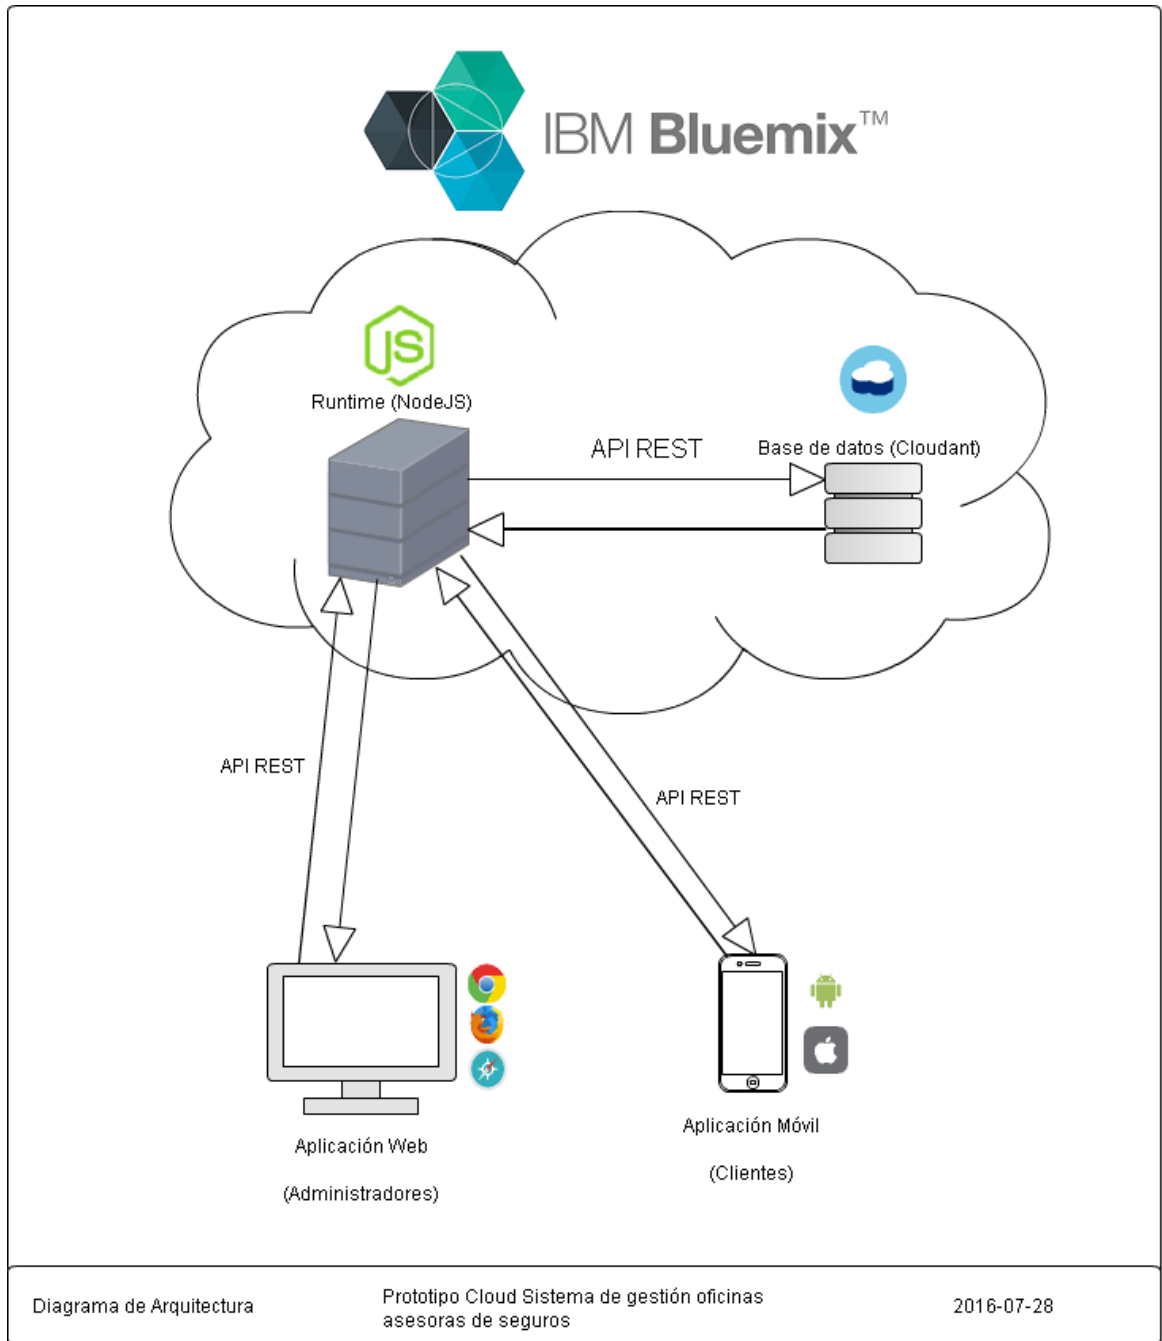 IBM Bluemix™
JS
Runtime (NodeJS)
API REST
Base de datos (Cloudant)
API REST
API REST
Aplicación Web
(Administradores)
Aplicación Móvil
(Clientes)
Diagrama de Arquitectura
Prototipo Cloud Sistema de gestión oficinas
asesoras de seguros
2016-07-28